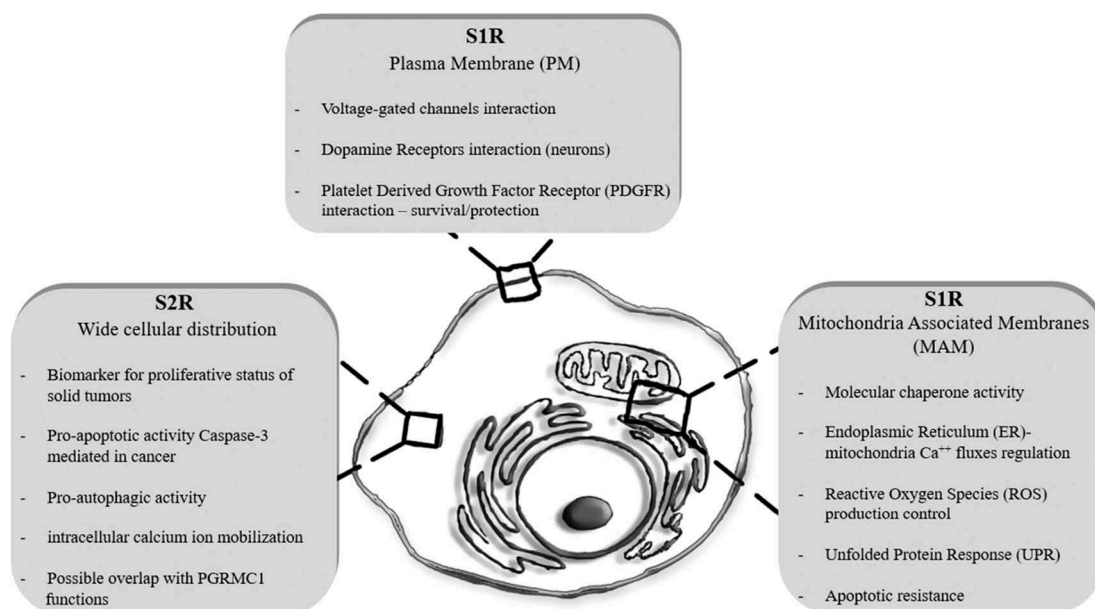 S1R
Plasma Membrane (PM)
- Voltage-gated channels interaction
- Dopamine Receptors interaction (neurons)
- Platelet Derived Growth Factor Receptor (PDGFR)
interaction – survival/protection
S2R
Wide cellular distribution
- Biomarker for proliferative status of
solid tumors
- Pro-apoptotic activity Caspase-3
mediated in cancer
- Pro-autophagic activity
- intracellular calcium ion mobilization
- Possible overlap with PGRMC1
functions
S1R
Mitochondria Associated Membranes
(MAM)
- Molecular chaperone activity
- Endoplasmic Reticulum (ER)-
mitochondria Ca⁺⁺ fluxes regulation
- Reactive Oxygen Species (ROS)
production control
- Unfolded Protein Response (UPR)
- Apoptotic resistance